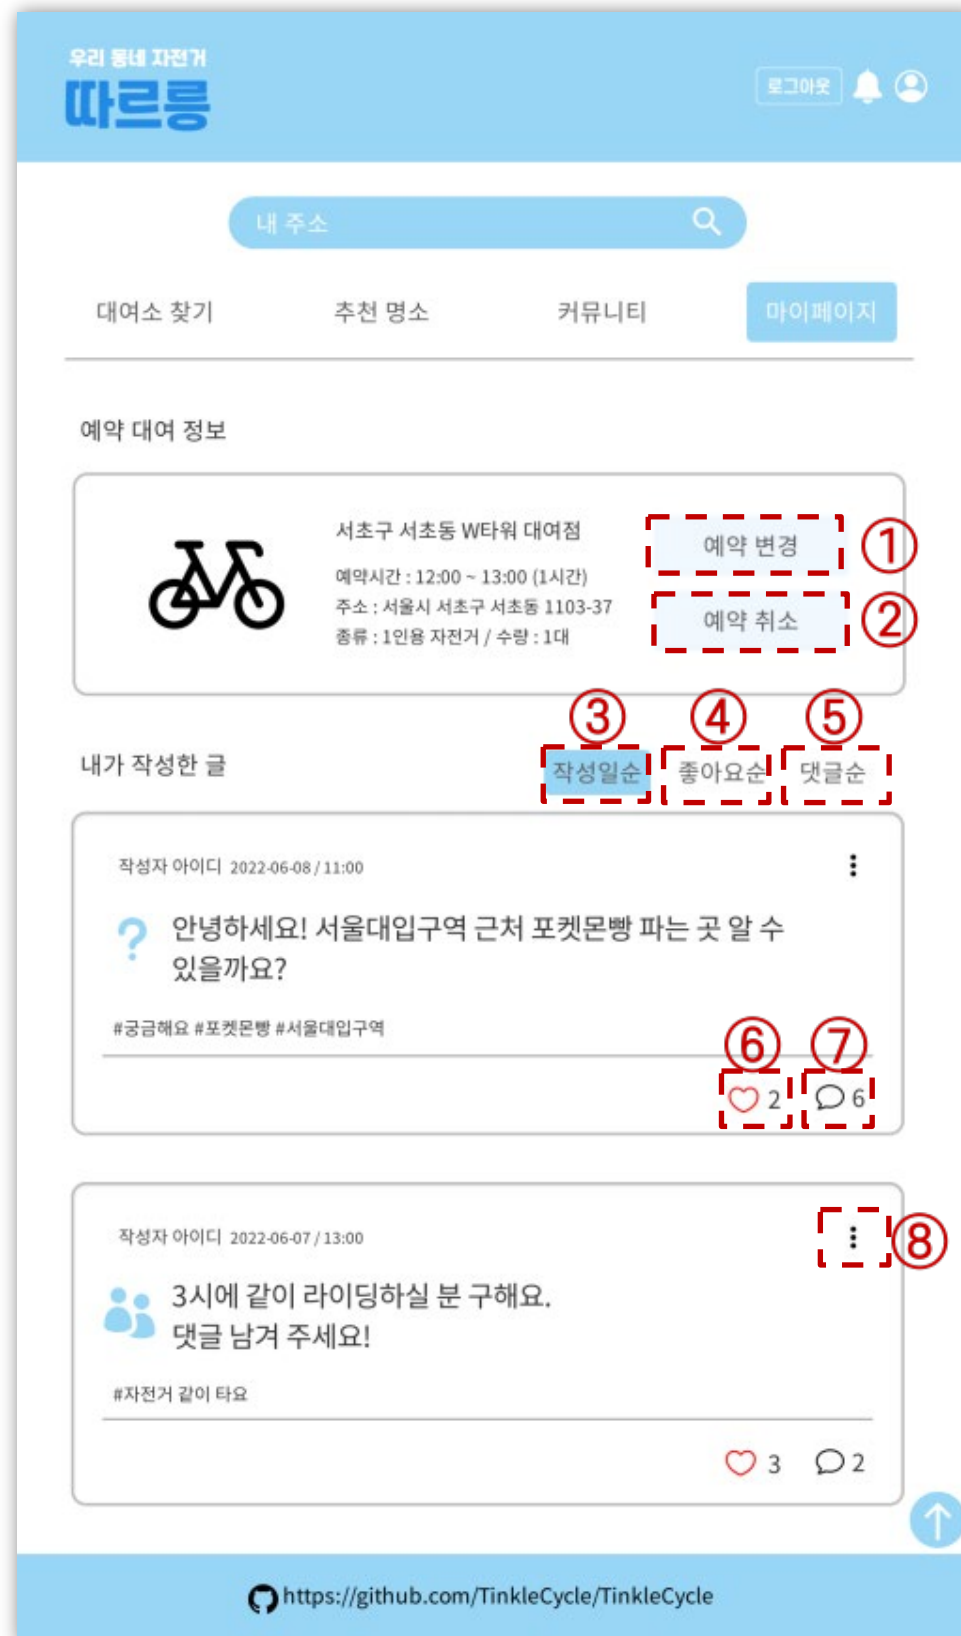 우리 동네 자전거
따르릉
로그아웃
내 주소
대여소 찾기 추천 명소 커뮤니티 마이페이지
예약 대여 정보
서초구 서초동 W타워 대여점
예약시간 : 12:00 ~ 13:00 (1시간)
주소 : 서울시 서초구 서초동 1103-37
종류 : 1인용 자전거 / 수량 : 1대
예약 변경 ①
예약 취소 ②
③ ④ ⑤
내가 작성한 글 작성일순 좋아요순 댓글순
작성자 아이디 2022-06-08 / 11:00
? 안녕하세요! 서울대입구역 근처 포켓몬빵 파는 곳 알 수
있을까요?
#궁금해요 #포켓몬빵 #서울대입구역
⑥ ⑦
2 6
작성자 아이디 2022-06-07 / 13:00
⑧
3시에 같이 라이딩하실 분 구해요.
댓글 남겨 주세요!
#자전거 같이 타요
3 2
https://github.com/TinkleCycle/TinkleCycle